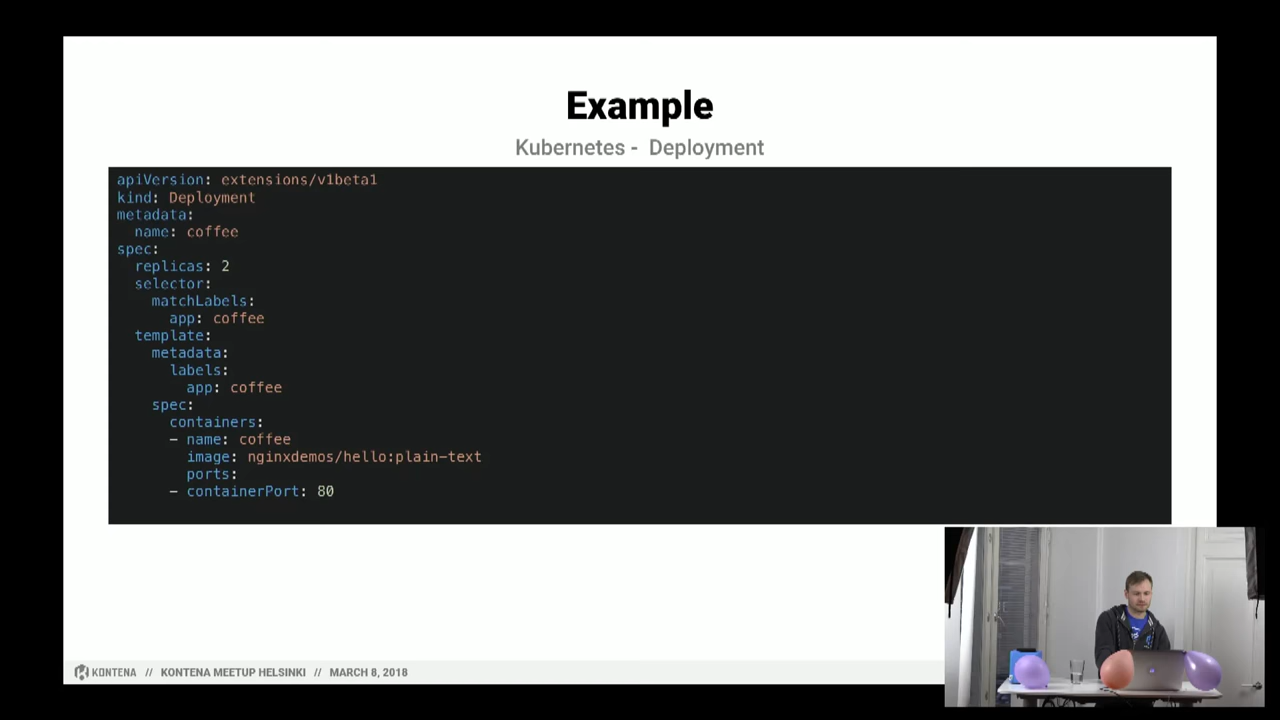 Example
Kubernetes - Deployment
apiVersion: extensions/v1beta1
kind: Deployment
metadata:
  name: coffee
spec:
  replicas: 2
  selector:
    matchLabels:
      app: coffee
  template:
    metadata:
      labels:
        app: coffee
    spec:
      containers:
      - name: coffee
        image: nginxdemos/hello:plain-text
        ports:
      - containerPort: 80
KONTENA // KONTENA MEETUP HELSINKI // MARCH 8, 2018